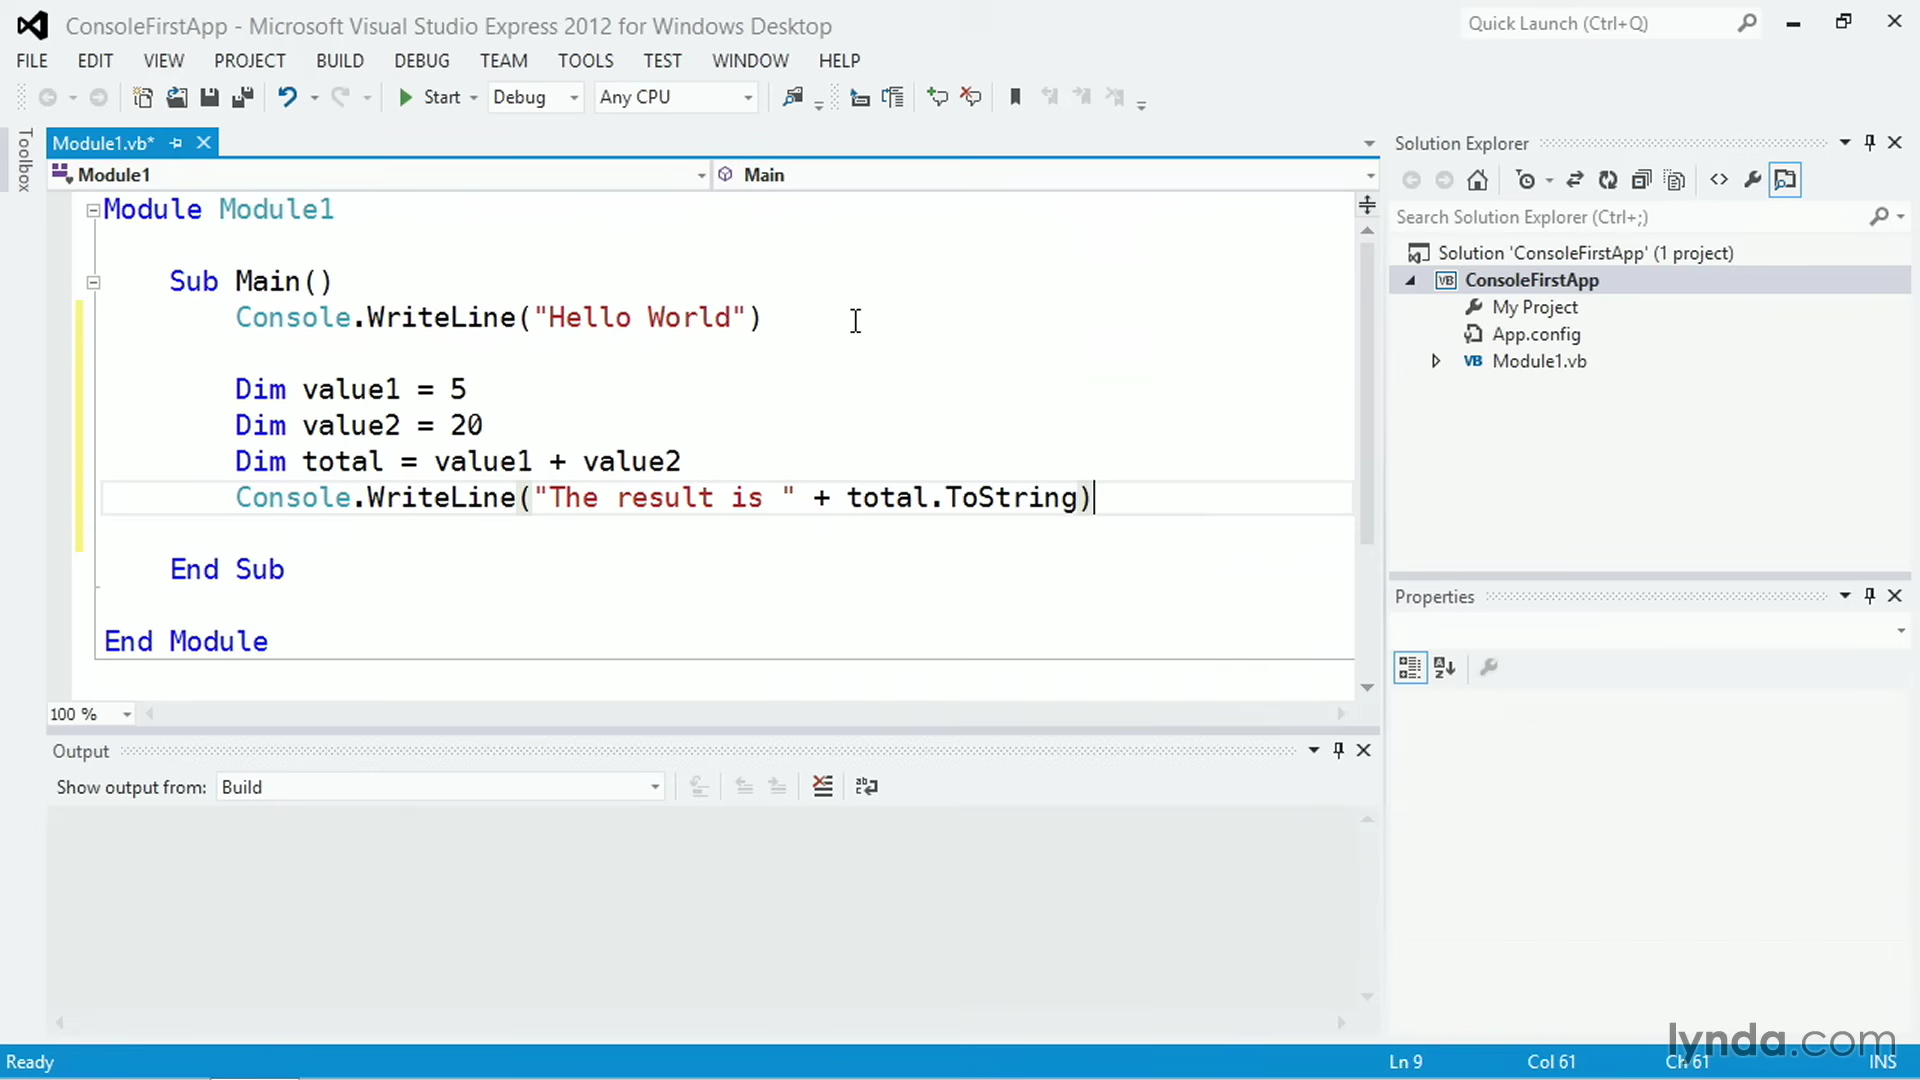 ConsoleFirstApp - Microsoft Visual Studio Express 2012 for Windows Desktop
Quick Launch (Ctrl+Q)
FILE EDIT VIEW PROJECT BUILD DEBUG TEAM TOOLS TEST WINDOW HELP
Start Debug Any CPU
Toolbox
Module1.vb*
Module1 Main
Module Module1
Sub Main()
Console.WriteLine("Hello World")
Dim value1 = 5
Dim value2 = 20
Dim total = value1 + value2
Console.WriteLine("The result is " + total.ToString)
End Sub
End Module
100 %
Output
Show output from: Build
Solution Explorer
Search Solution Explorer (Ctrl+;)
Solution 'ConsoleFirstApp' (1 project)
VB ConsoleFirstApp
My Project
App.config
VB Module1.vb
Properties
lynda.com
Ready Ln 9 Col 61 Ch 61 INS